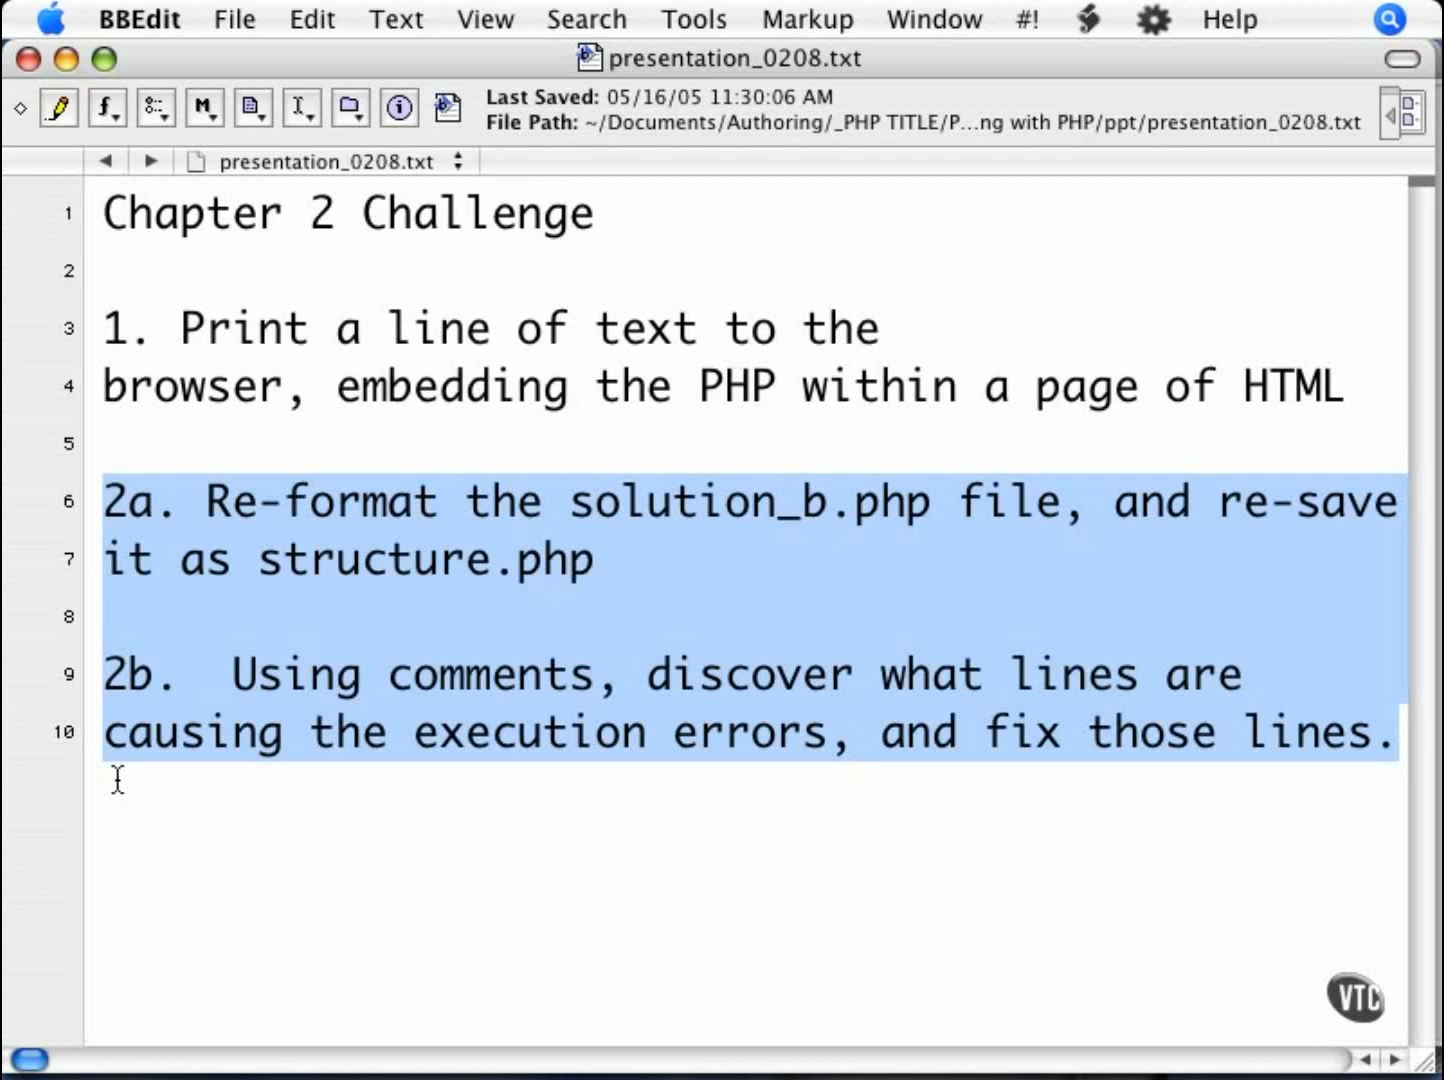 BBEdit File Edit Text View Search Tools Markup Window #! Help
presentation_0208.txt
Last Saved: 05/16/05 11:30:06 AM
File Path: ~/Documents/Authoring/_PHP TITLE/P...ng with PHP/ppt/presentation_0208.txt
presentation_0208.txt
1 Chapter 2 Challenge
2
3 1. Print a line of text to the
4 browser, embedding the PHP within a page of HTML
5
6 2a. Re-format the solution_b.php file, and re-save
7 it as structure.php
8
9 2b.  Using comments, discover what lines are
10 causing the execution errors, and fix those lines.
VTC